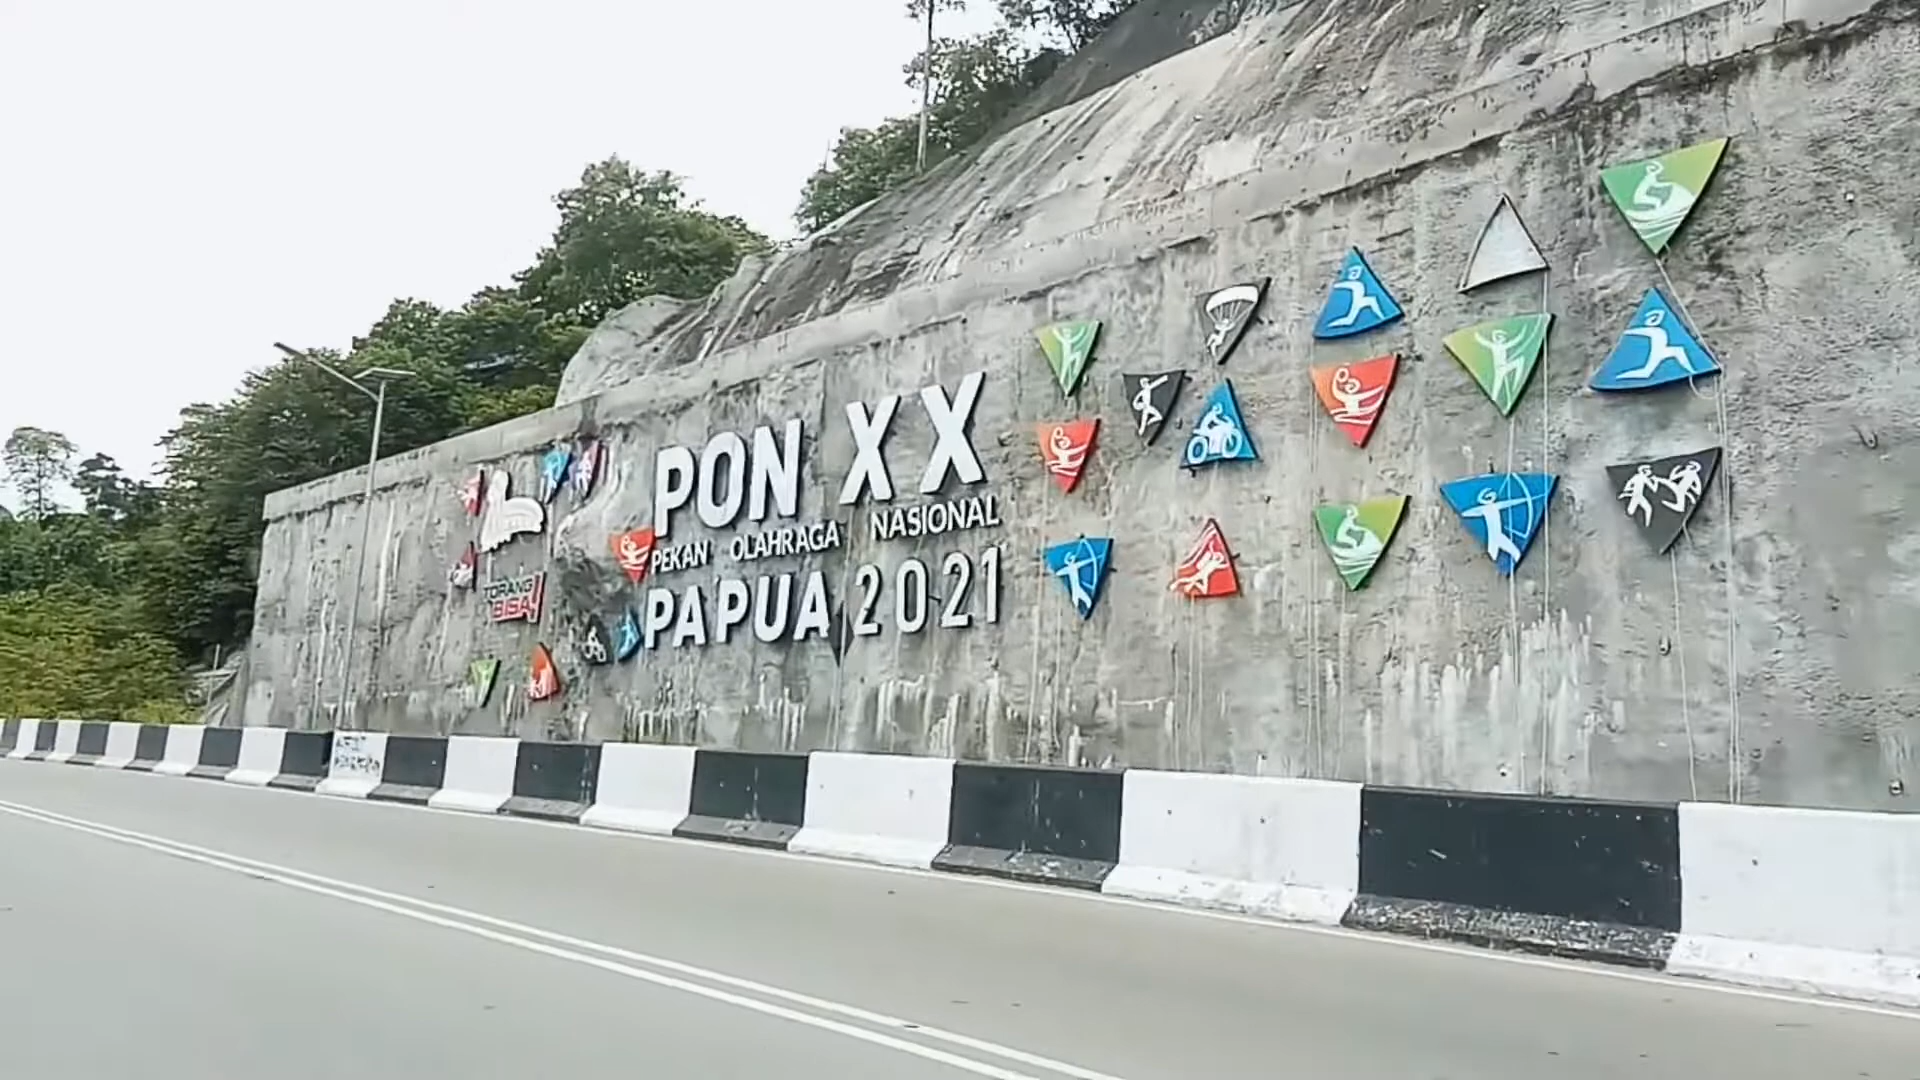 PON XX
PEKAN OLAHRAGA NASIONAL
PAPUA 2021
TORANG
BISA!